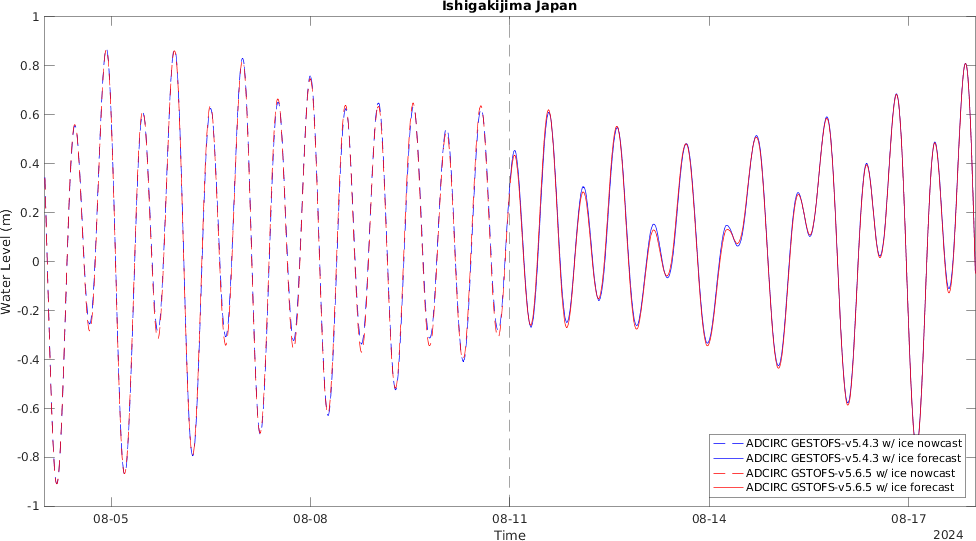 Ishigakijima Japan
1
0.8
0.6
0.4
0.2
0
-0.2
-0.4
-0.6
-0.8
-1
Water Level (m)
08-05
08-08
08-11
08-14
08-17
Time
2024
ADCIRC GESTOFS-v5.4.3 w/ ice nowcast
ADCIRC GESTOFS-v5.4.3 w/ ice forecast
ADCIRC GSTOFS-v5.6.5 w/ ice nowcast
ADCIRC GSTOFS-v5.6.5 w/ ice forecast